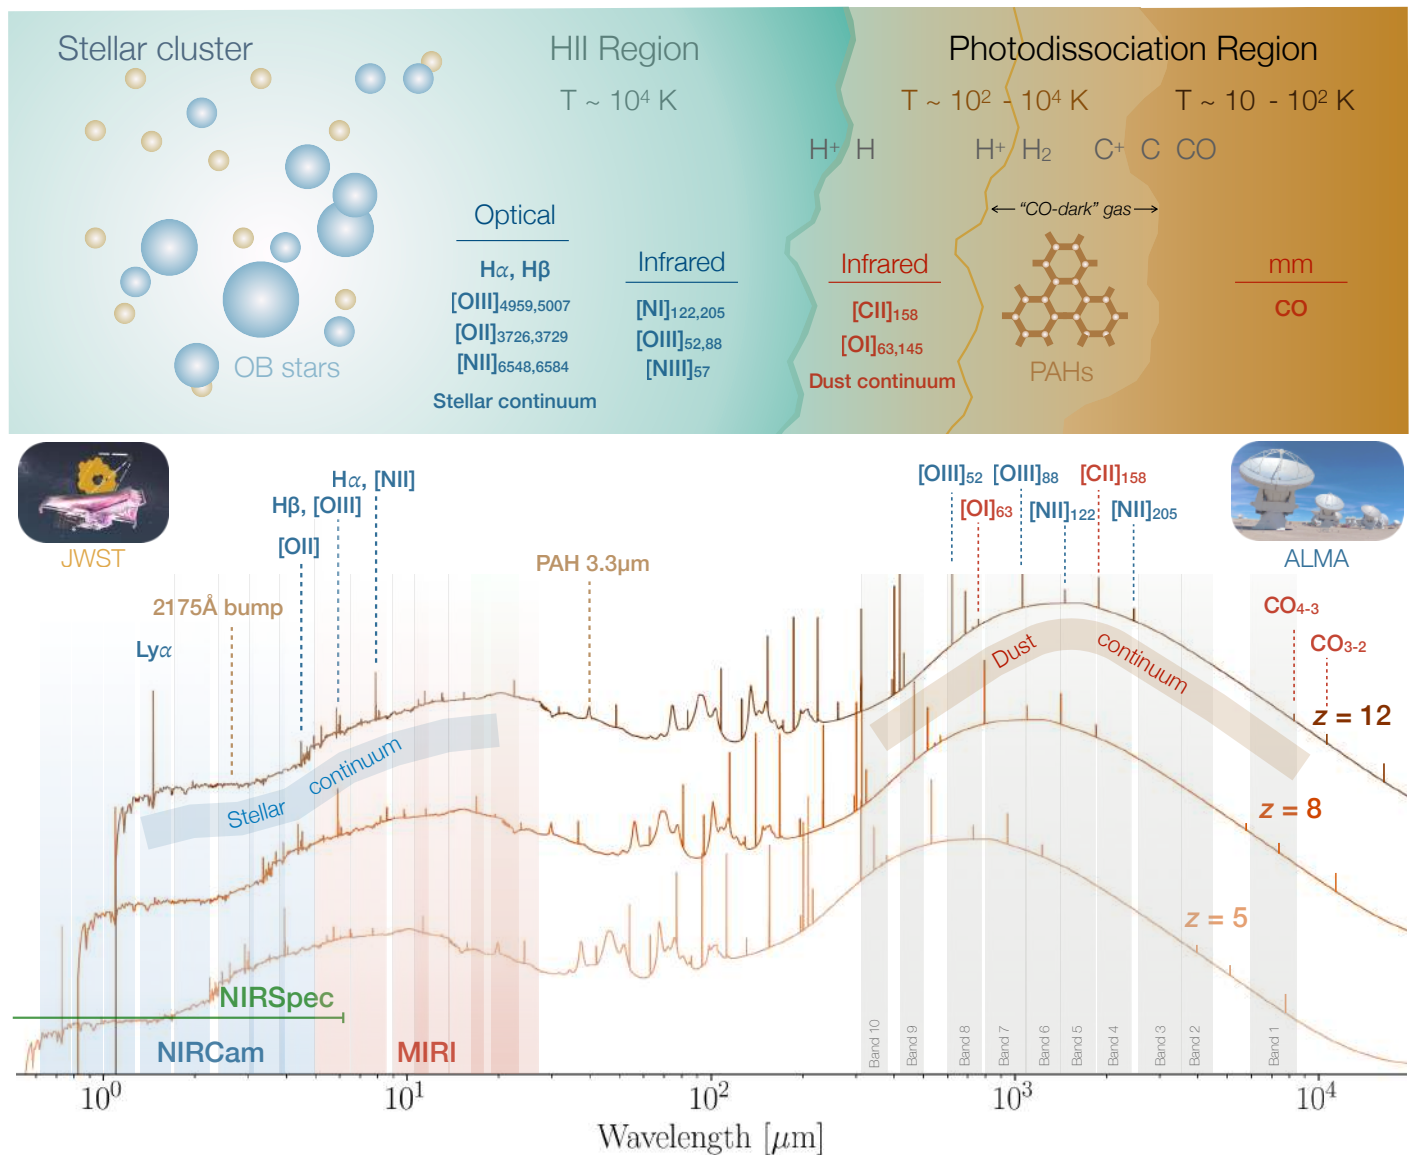 Stellar cluster
HII Region
Photodissociation Region
T ~ 10⁴ K
T ~ 10² - 10⁴ K
T ~ 10 - 10² K
H⁺ H
H⁺ H₂
C⁺ C CO
"CO-dark" gas
Optical
Hα, Hβ
[OIII]4959,5007
[OII]3726,3729
[NII]6548,6584
Stellar continuum
Infrared
[NI]122,205
[OIII]52,88
[NIII]57
Infrared
[CII]158
[OI]63,145
Dust continuum
PAHs
mm
CO
OB stars
JWST
ALMA
Hα, [NII]
Hβ, [OIII]
[OII]
2175Å bump
Lyα
PAH 3.3μm
[OIII]52
[OIII]88
[CII]158
[OI]63
[NII]122
[NII]205
CO4-3
CO3-2
Dust continuum
Stellar continuum
z = 12
z = 8
z = 5
NIRSpec
NIRCam
MIRI
Band 10
Band 9
Band 8
Band 7
Band 6
Band 5
Band 4
Band 3
Band 2
Band 1
10⁰
10¹
10²
10³
10⁴
Wavelength [μm]